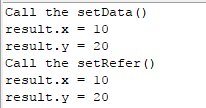 Call the setData()
result.x = 10
result.y = 20
Call the setRefer()
result.x = 10
result.y = 20